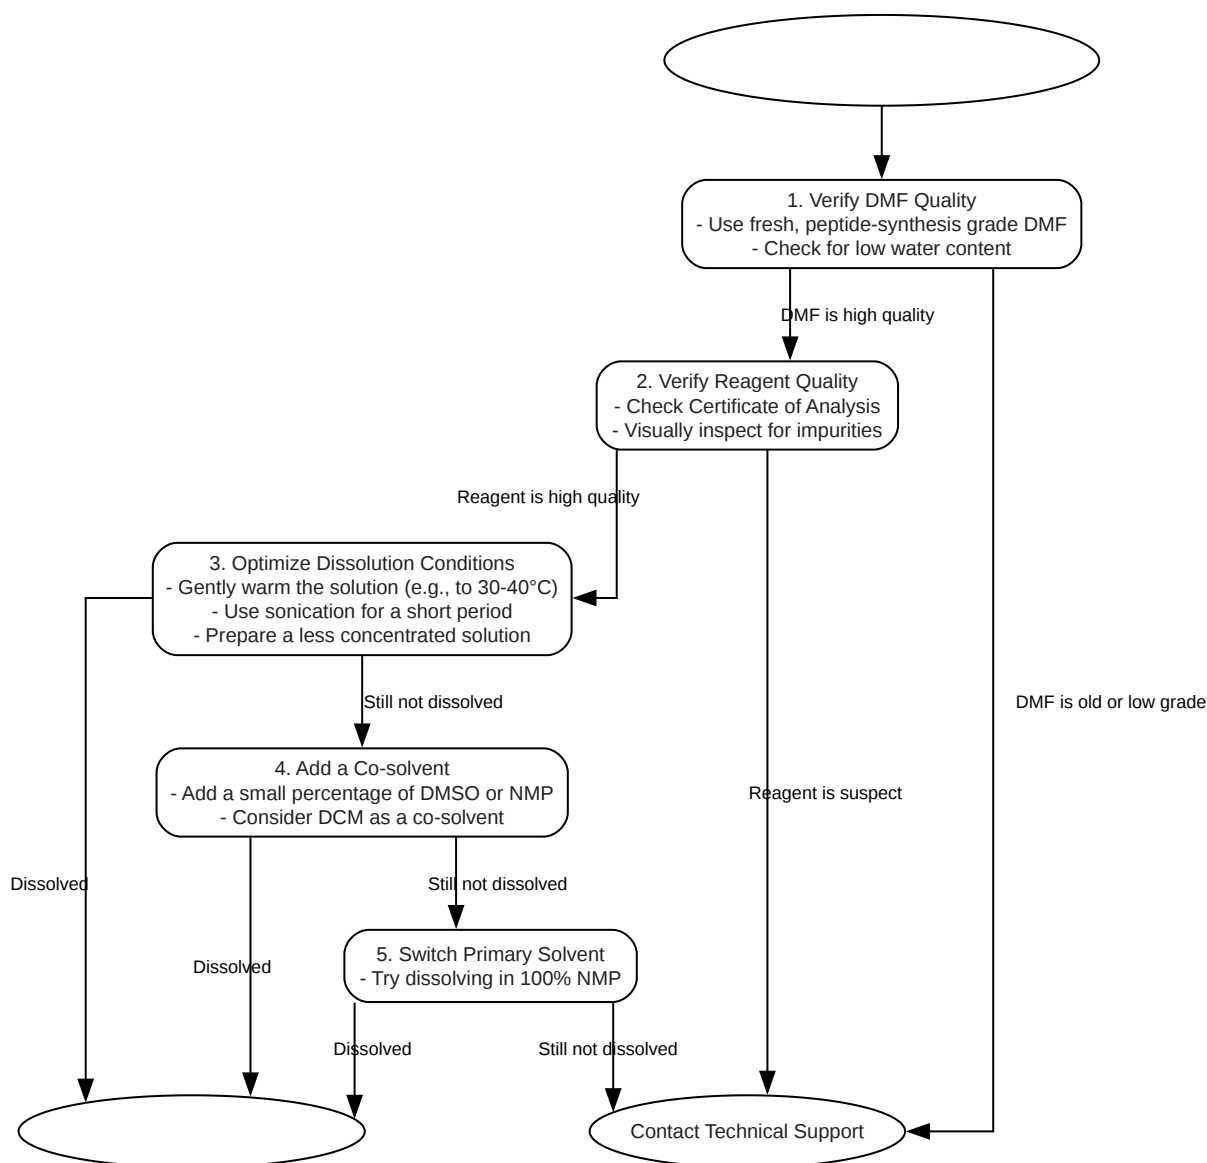 1. Verify DMF Quality
- Use fresh, peptide-synthesis grade DMF
- Check for low water content
DMF is high quality
2. Verify Reagent Quality
- Check Certificate of Analysis
- Visually inspect for impurities
Reagent is high quality
3. Optimize Dissolution Conditions
- Gently warm the solution (e.g., to 30-40°C)
- Use sonication for a short period
- Prepare a less concentrated solution
Still not dissolved
DMF is old or low grade
4. Add a Co-solvent
- Add a small percentage of DMSO or NMP
- Consider DCM as a co-solvent
Reagent is suspect
Dissolved
Still not dissolved
5. Switch Primary Solvent
- Try dissolving in 100% NMP
Dissolved
Dissolved
Still not dissolved
Contact Technical Support